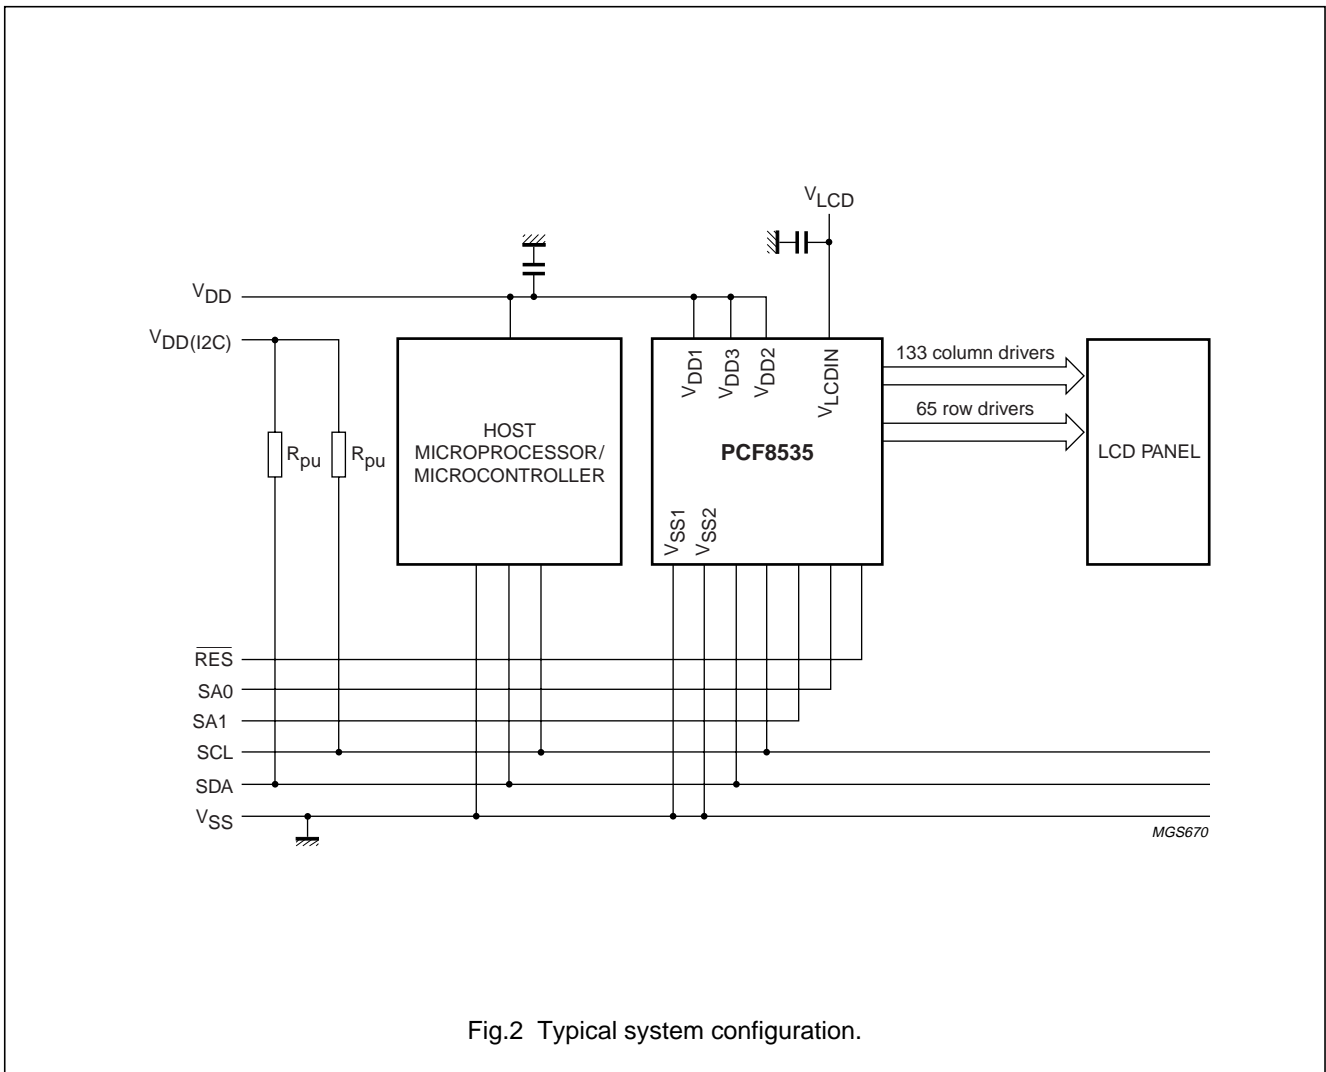 VLCD
VDD
VDD(I2C)
Rpu
Rpu
HOST
MICROPROCESSOR/
MICROCONTROLLER
VDD1
VDD3
VDD2
VLCDIN
PCF8535
VSS1
VSS2
133 column drivers
65 row drivers
LCD PANEL
RES
SA0
SA1
SCL
SDA
VSS
MGS670
Fig.2 Typical system configuration.